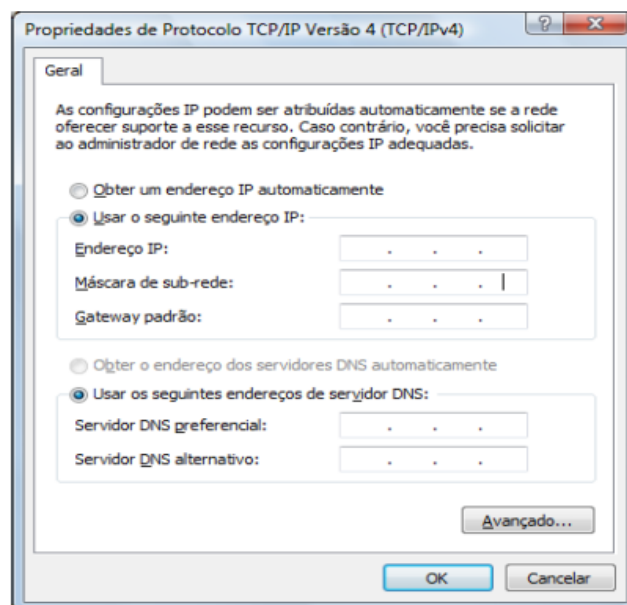 Propriedades de Protocolo TCP/IP Versão 4 (TCP/IPv4)
Geral
As configurações IP podem ser atribuídas automaticamente se a rede
oferecer suporte a esse recurso. Caso contrário, você precisa solicitar
ao administrador de rede as configurações IP adequadas.
Obter um endereço IP automaticamente
Usar o seguinte endereço IP:
Endereço IP: . . .
Máscara de sub-rede: . . .
Gateway padrão: . . .
Obter o endereço dos servidores DNS automaticamente
Usar os seguintes endereços de servidor DNS:
Servidor DNS preferencial: . . .
Servidor DNS alternativo: . . .
Avançado...
OK Cancelar